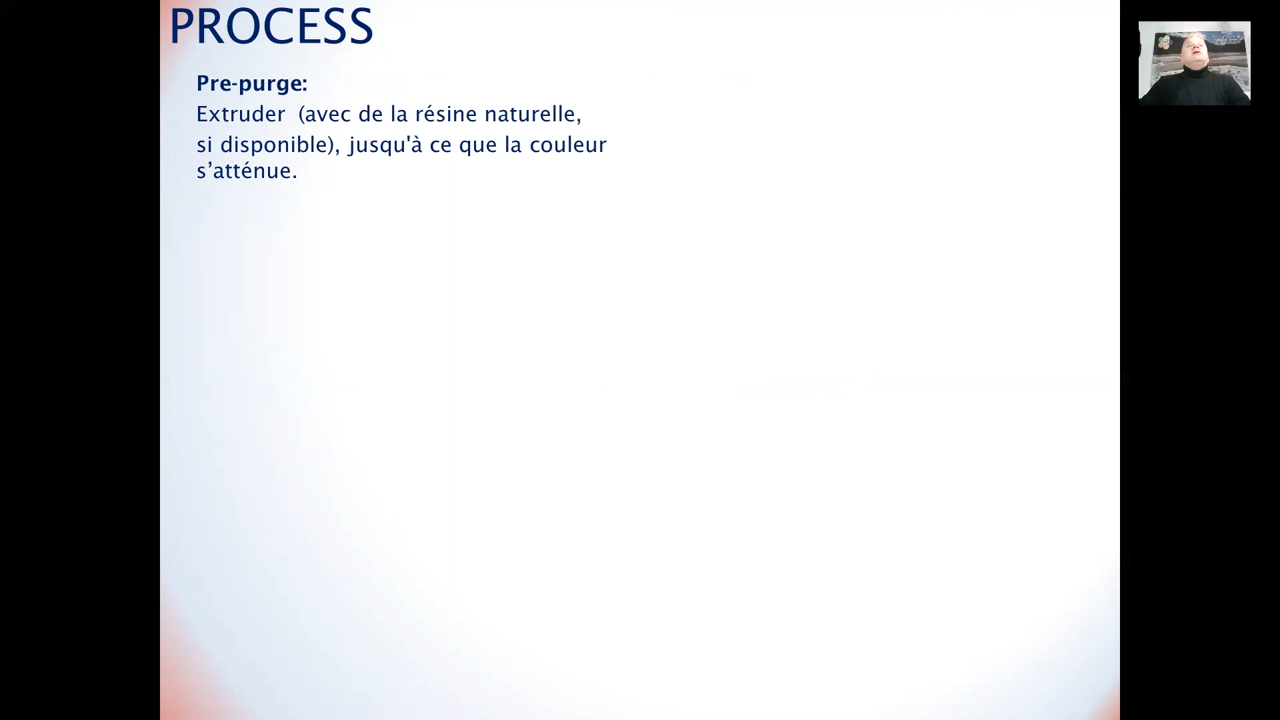 PROCESS
Pre-purge:
Extruder (avec de la résine naturelle,
si disponible), jusqu'à ce que la couleur
s’atténue.